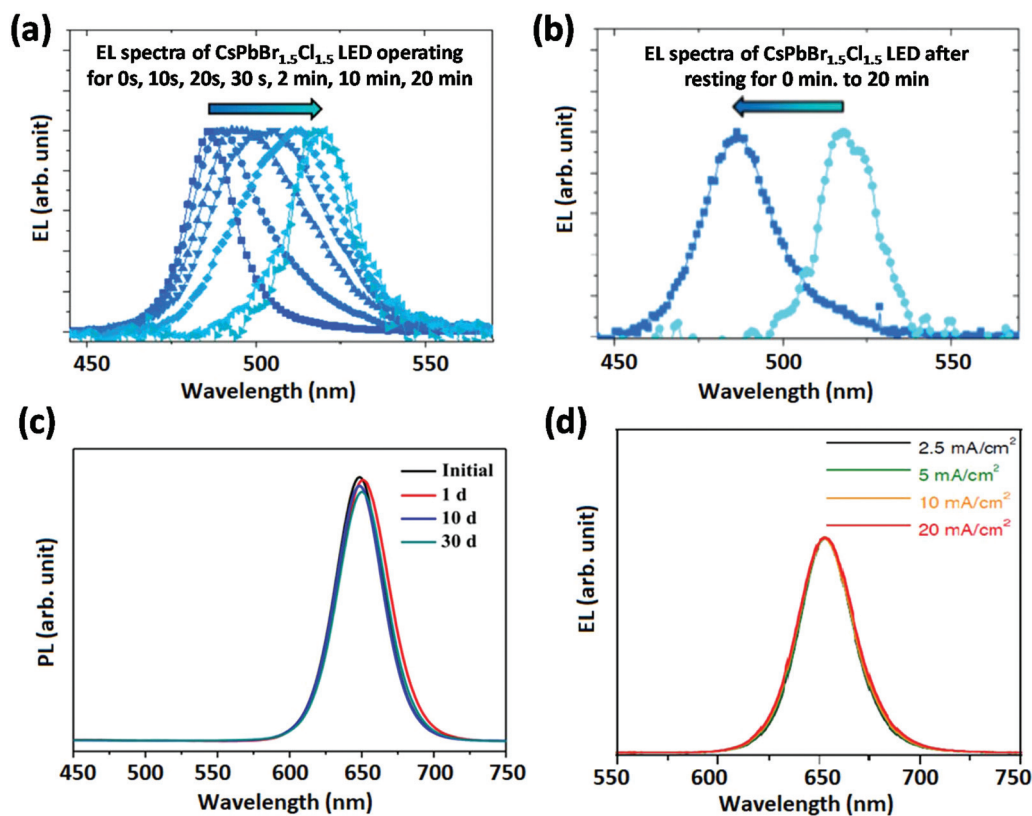 (a)
EL spectra of CsPbBr1.5Cl1.5 LED operating
for 0s, 10s, 20s, 30 s, 2 min, 10 min, 20 min
EL (arb. unit)
450 500 550
Wavelength (nm)
(b)
EL spectra of CsPbBr1.5Cl1.5 LED after
resting for 0 min. to 20 min
EL (arb. unit)
450 500 550
Wavelength (nm)
(c)
Initial
1 d
10 d
30 d
PL (arb. unit)
450 500 550 600 650 700 750
Wavelength (nm)
(d)
2.5 mA/cm²
5 mA/cm²
10 mA/cm²
20 mA/cm²
EL (arb. unit)
550 600 650 700 750
Wavelength (nm)